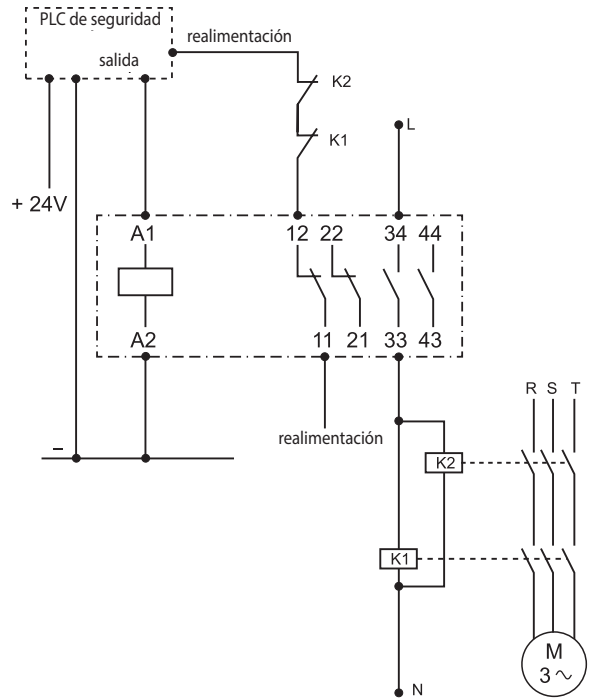 PLC de seguridad
realimentación
salida
K2
K1
L
+ 24V
A1 12 22 34 44
A2 11 21 33 43
R S T
–
realimentación
K2
K1
M
3 ~
N